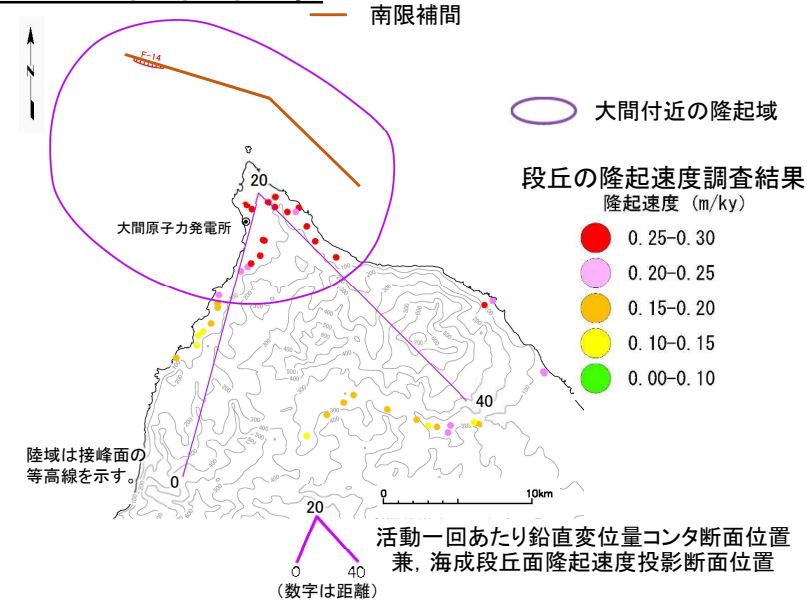 南限補間
F-14
N
大間付近の隆起域
20
大間原子力発電所
段丘の隆起速度調査結果
隆起速度 (m/ky)
0.25-0.30
0.20-0.25
0.15-0.20
0.10-0.15
0.00-0.10
40
陸域は接峰面の
等高線を示す。
0
0
10km
20
0
40
(数字は距離)
活動一回あたり鉛直変位量コンタ断面位置
兼，海成段丘面隆起速度投影断面位置